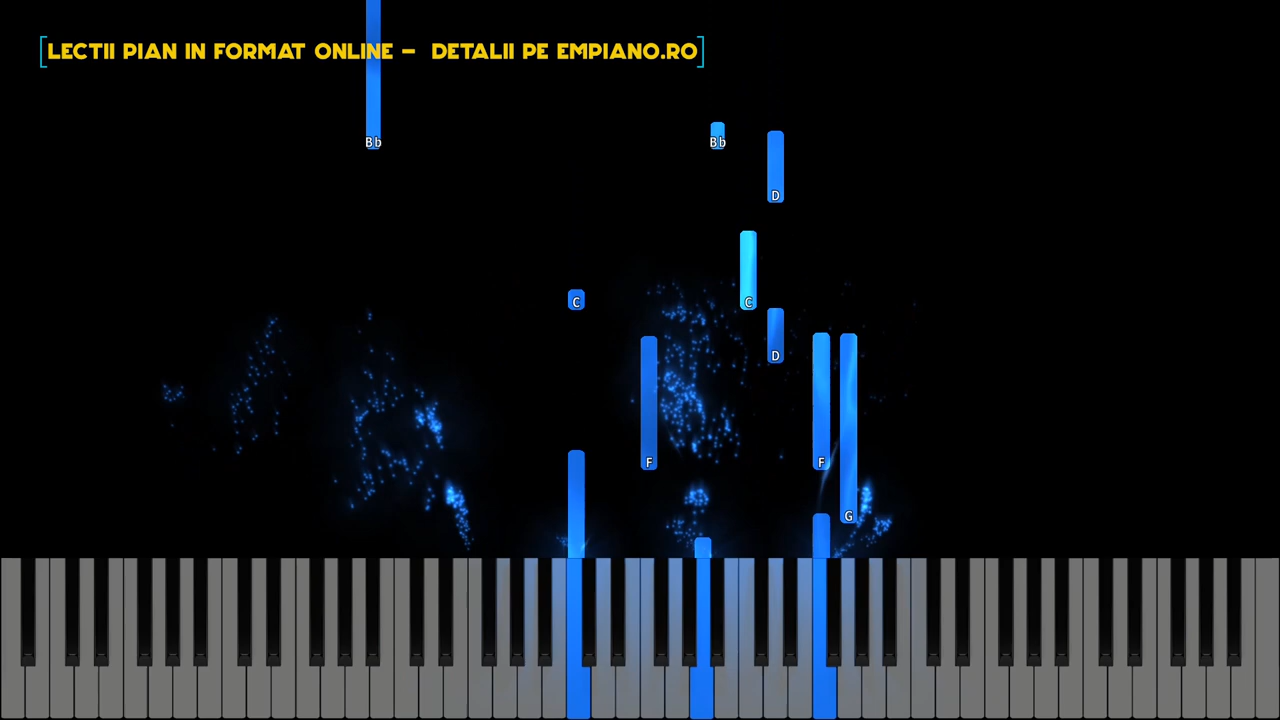 [LECTII PIAN IN FORMAT ONLINE - DETALII PE EMPIANO.RO]
Bb Bb
D
C C
D
F F
G